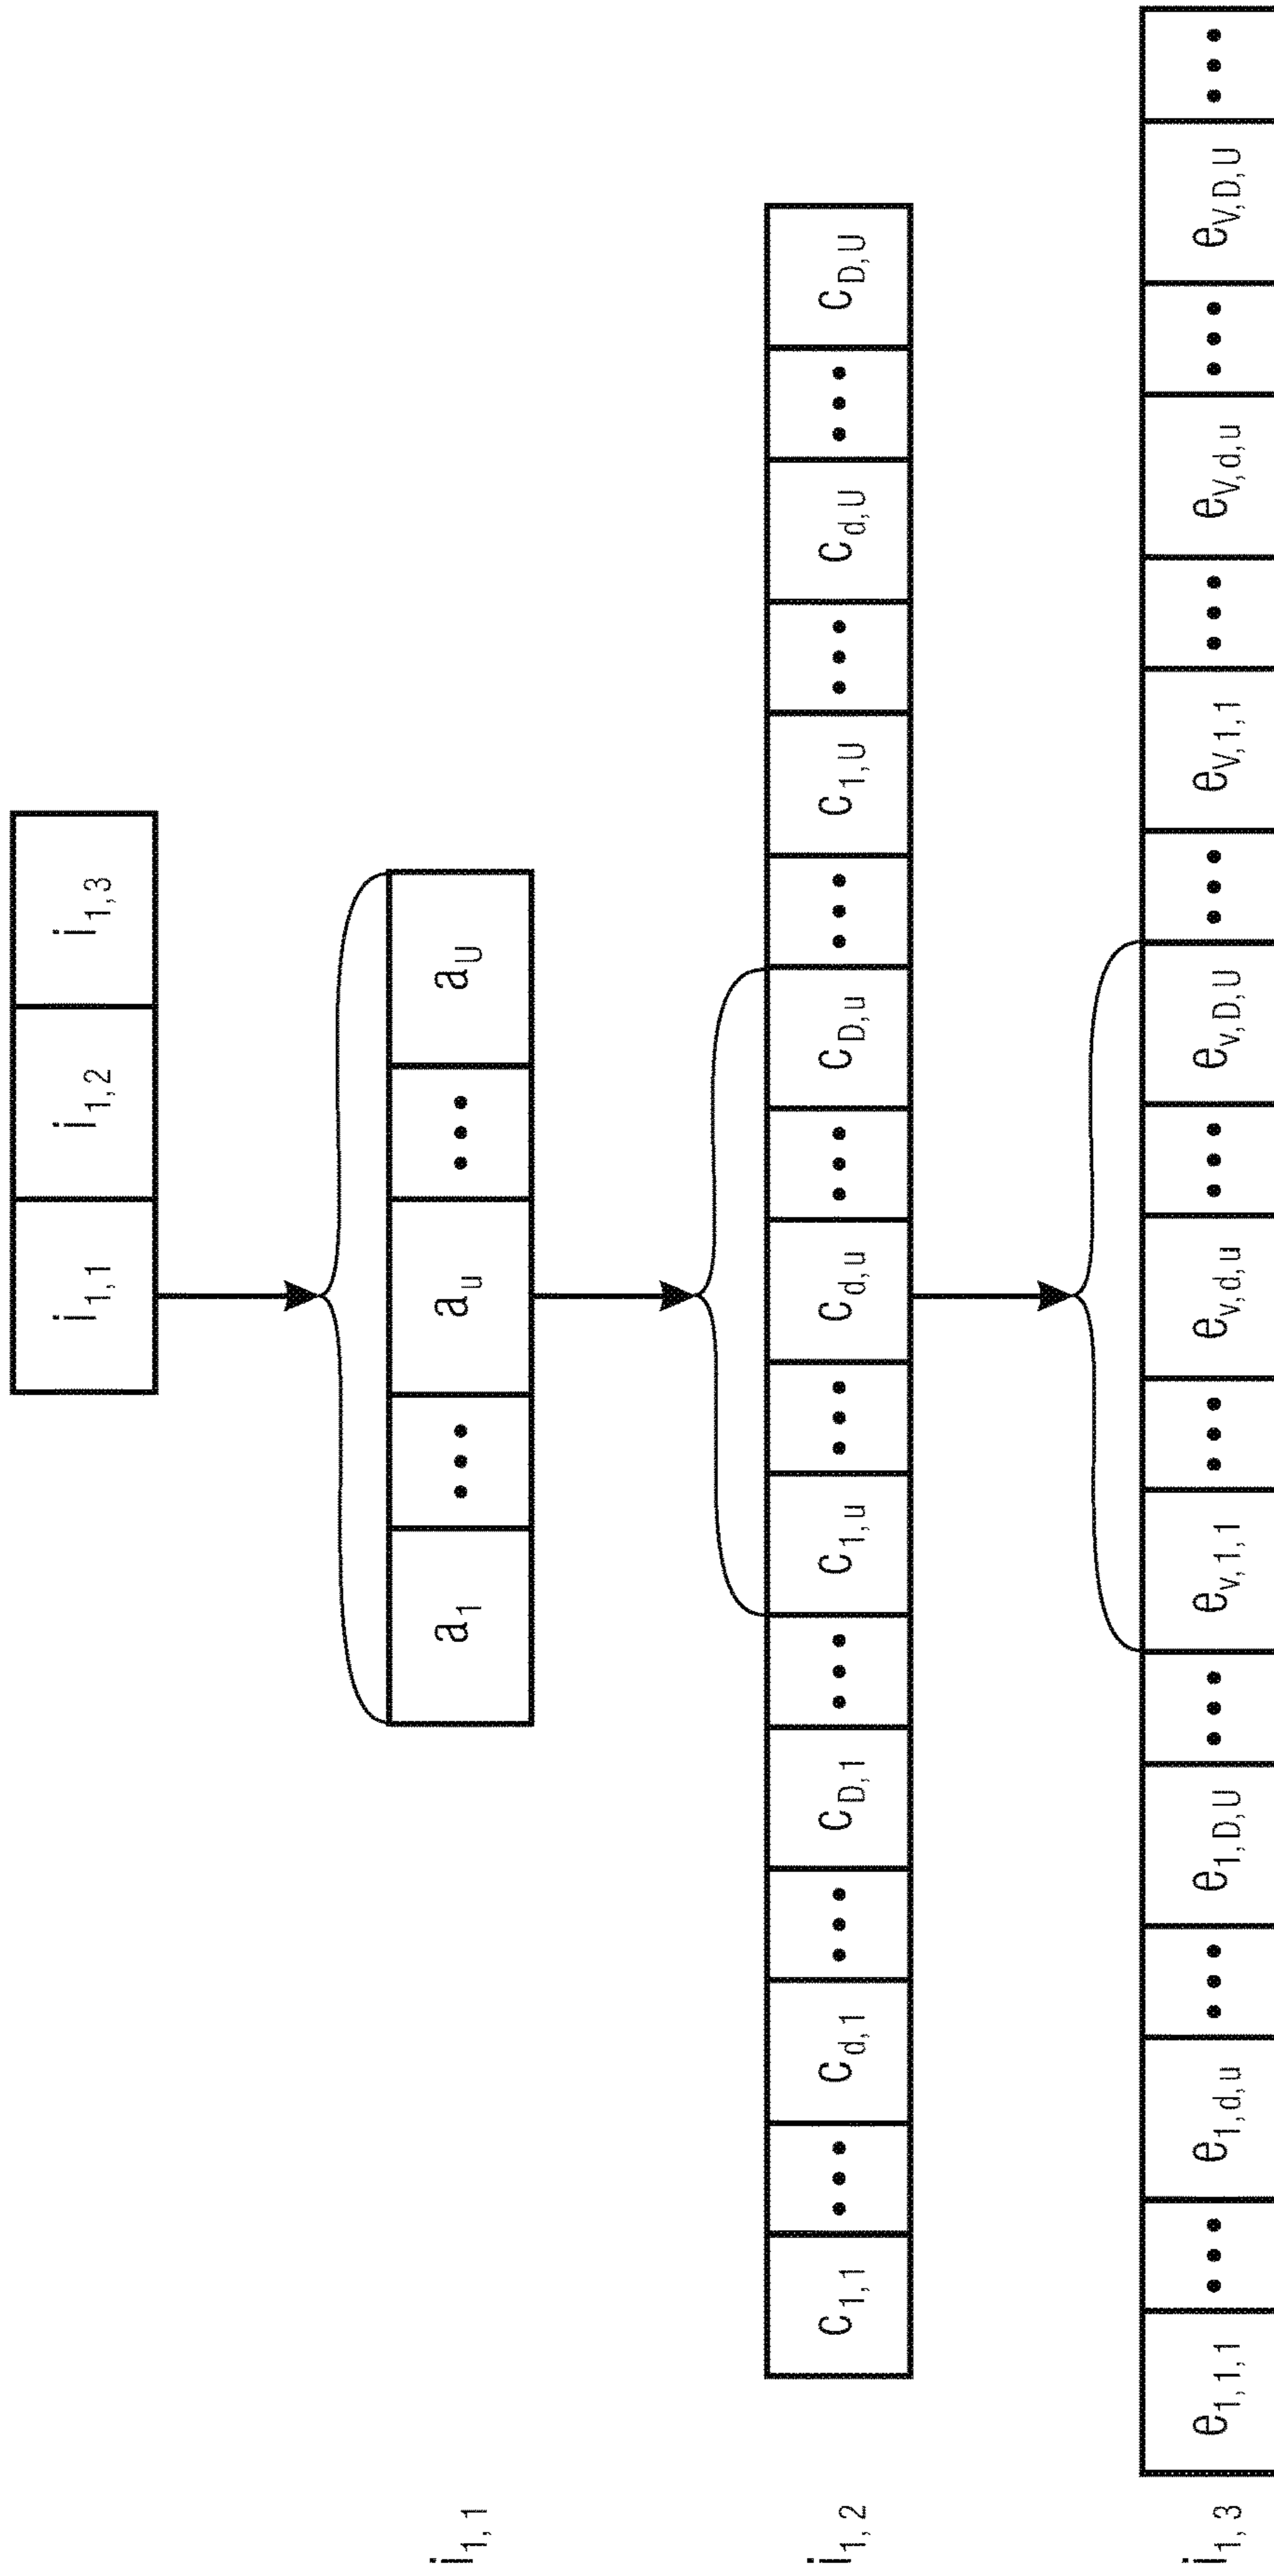 i1,1 i1,2 i1,3
i1,1 a1 ••• au ••• aU
i1,2 c1,1 ••• cd,1 ••• cD,1 ••• c1,u ••• cd,u ••• cD,u ••• c1,U ••• cd,U ••• cD,U
i1,3 e1,1,1 ••• e1,d,u ••• e1,D,U ••• ev,1,1 ••• ev,d,u ••• ev,D,U ••• eV,1,1 ••• eV,d,u ••• eV,D,U •••